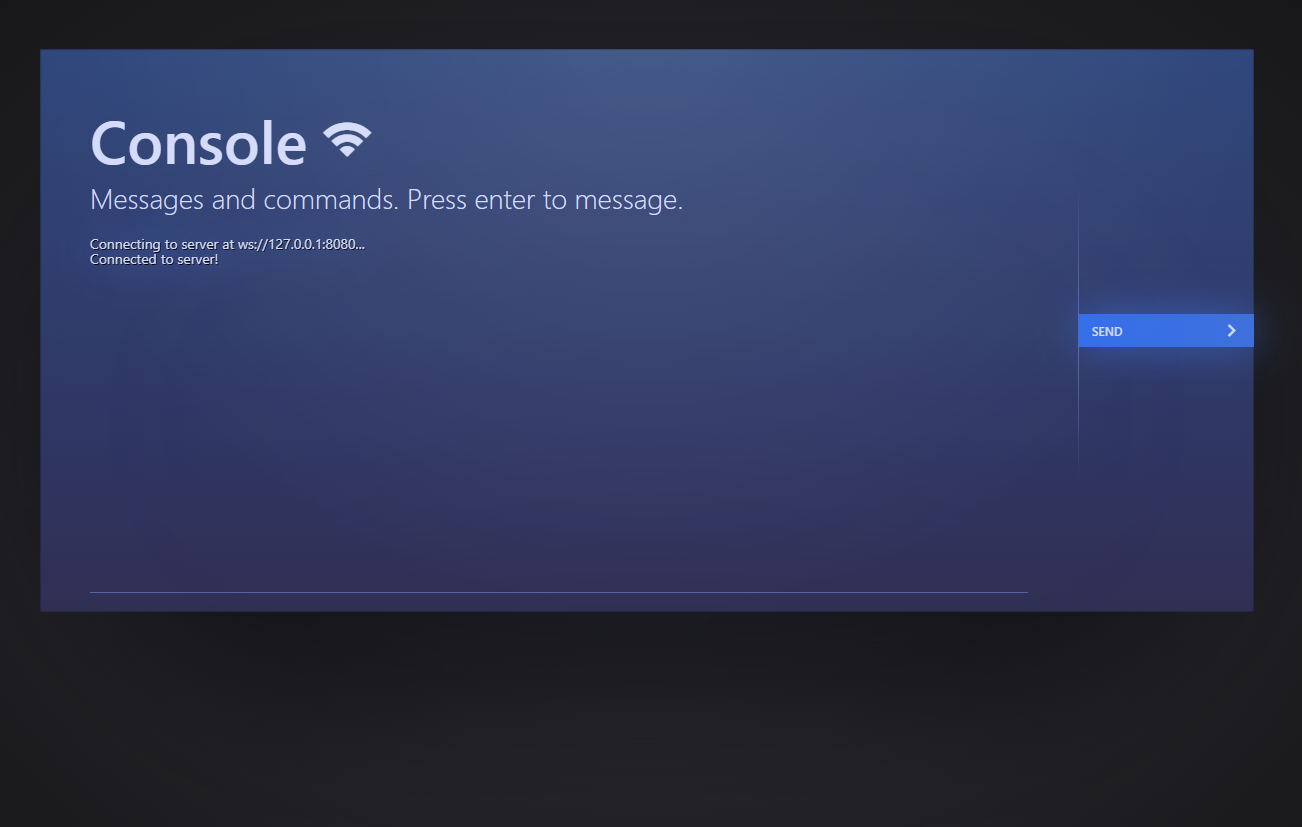 Console
Messages and commands. Press enter to message.
Connecting to server at ws://127.0.0.1:8080...
Connected to server!
SEND